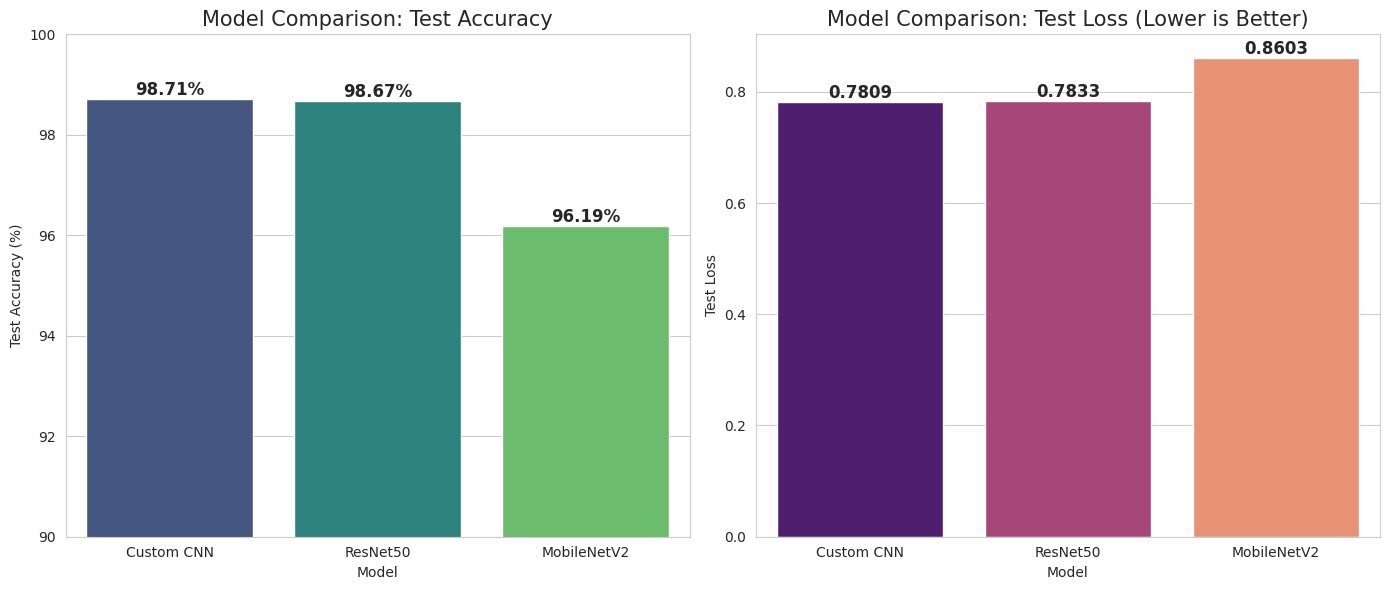 Model Comparison: Test Accuracy
100
98
96
94
92
90
Test Accuracy (%)
98.71%
98.67%
96.19%
Custom CNN
ResNet50
MobileNetV2
Model
Model Comparison: Test Loss (Lower is Better)
0.8
0.6
0.4
0.2
0.0
Test Loss
0.7809
0.7833
0.8603
Custom CNN
ResNet50
MobileNetV2
Model